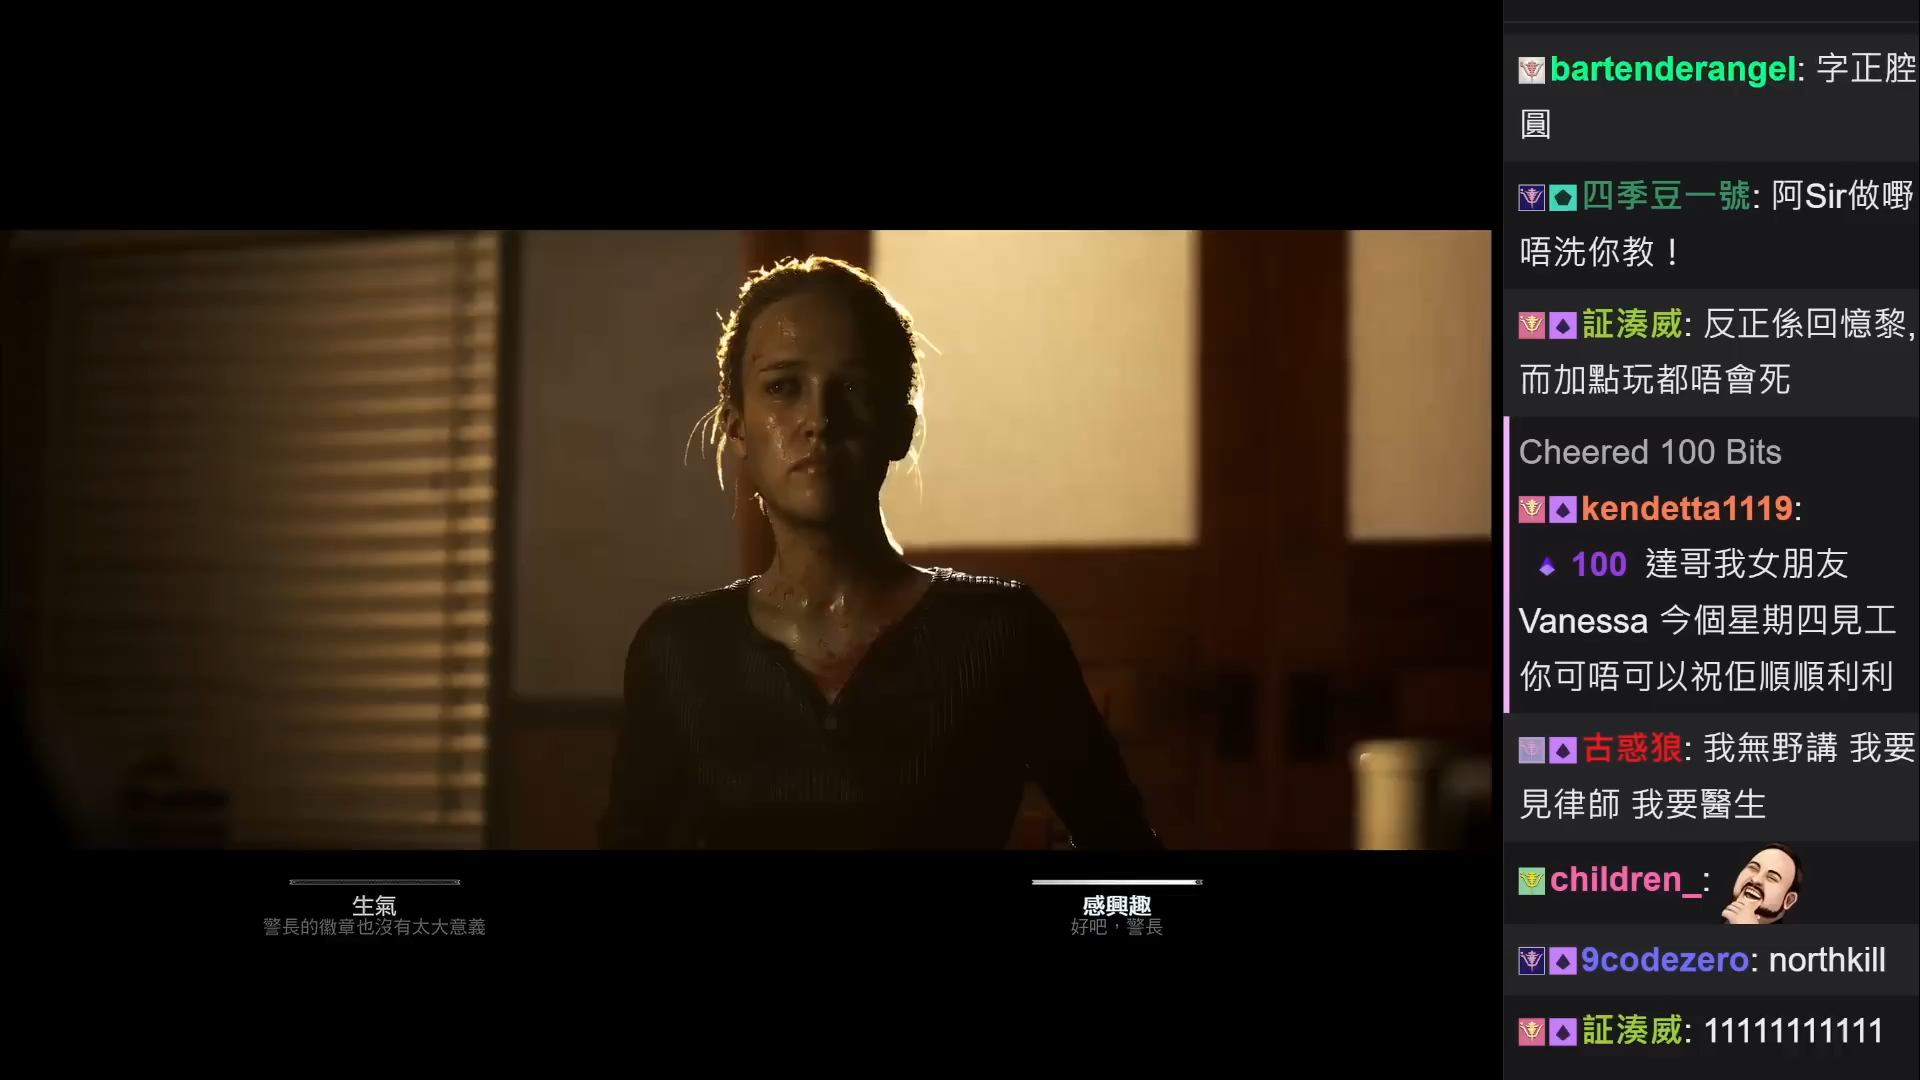 生氣
警長的徽章也沒有太大意義
感興趣
好吧，警長
bartenderangel: 字正腔
圓
四季豆一號: 阿Sir做嘢
唔洗你教！
証湊威: 反正係回憶黎,
而加點玩都唔會死
Cheered 100 Bits
kendetta1119:
100 達哥我女朋友
Vanessa 今個星期四見工
你可唔可以祝佢順順利利
古惑狼: 我無野講 我要
見律師 我要醫生
children_:
9codezero: northkill
証湊威: 11111111111